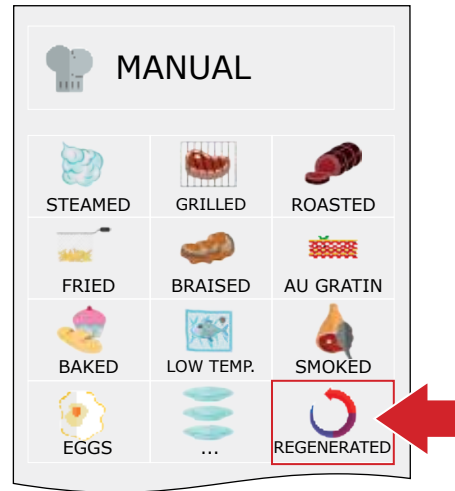 MANUAL
STEAMED GRILLED ROASTED
FRIED BRAISED AU GRATIN
BAKED LOW TEMP. SMOKED
EGGS ... REGENERATED